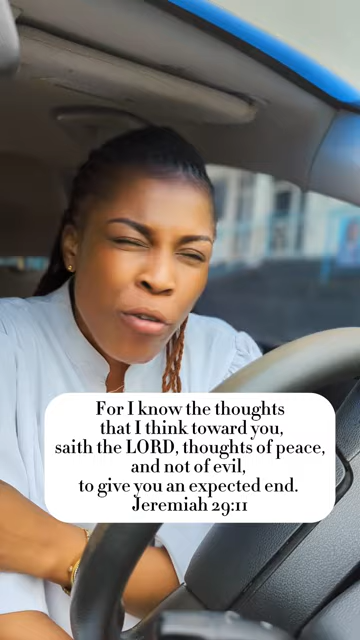 For I know the thoughts
that I think toward you,
saith the LORD, thoughts of peace,
and not of evil,
to give you an expected end.
Jeremiah 29:11